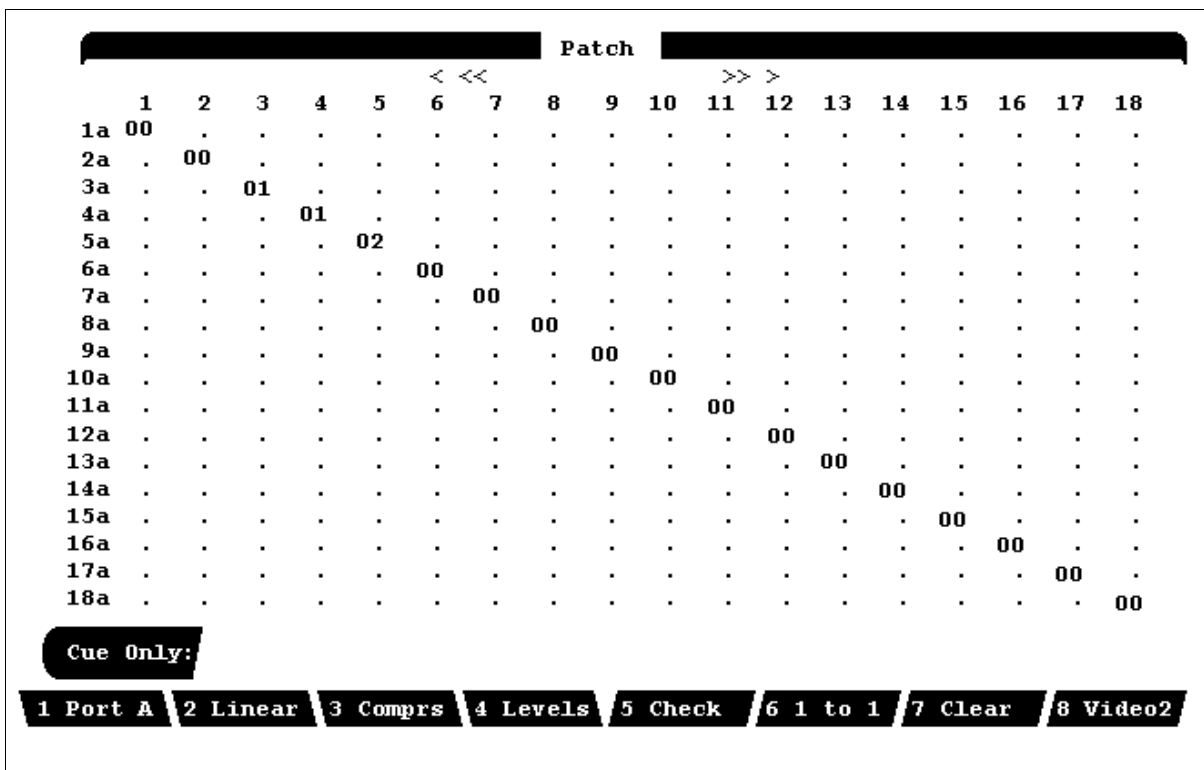 Patch
< << >> >
1 2 3 4 5 6 7 8 9 10 11 12 13 14 15 16 17 18
1a 00 . . . . . . . . . . . . . . . . .
2a . 00 . . . . . . . . . . . . . . . .
3a . . 01 . . . . . . . . . . . . . . .
4a . . . 01 . . . . . . . . . . . . . .
5a . . . . 02 . . . . . . . . . . . . .
6a . . . . . 00 . . . . . . . . . . . .
7a . . . . . . 00 . . . . . . . . . . .
8a . . . . . . . 00 . . . . . . . . . .
9a . . . . . . . . 00 . . . . . . . . .
10a . . . . . . . . . 00 . . . . . . . .
11a . . . . . . . . . . 00 . . . . . . .
12a . . . . . . . . . . . 00 . . . . . .
13a . . . . . . . . . . . . 00 . . . . .
14a . . . . . . . . . . . . . 00 . . . .
15a . . . . . . . . . . . . . . 00 . . .
16a . . . . . . . . . . . . . . . 00 . .
17a . . . . . . . . . . . . . . . . 00 .
18a . . . . . . . . . . . . . . . . . 00
Cue Only:
1 Port A 2 Linear 3 Comprs 4 Levels 5 Check 6 1 to 1 7 Clear 8 Video2